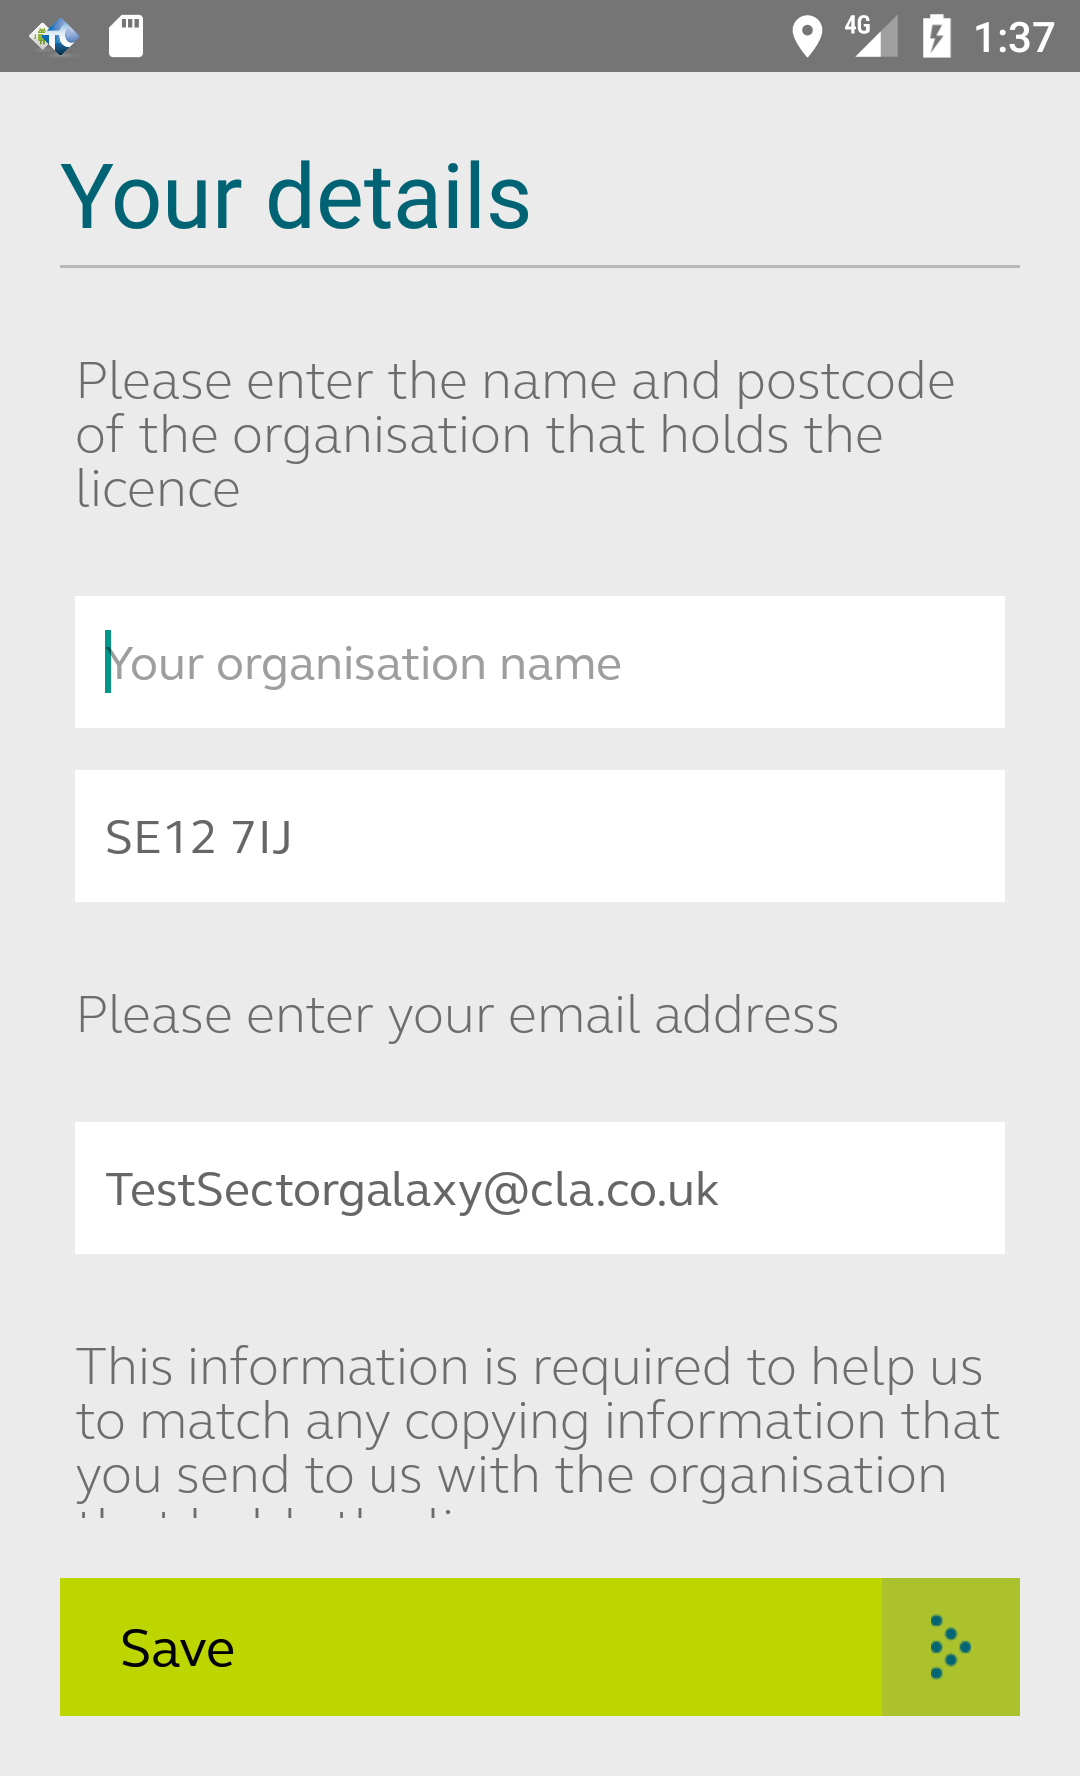 4G 1:37
Your details
Please enter the name and postcode
of the organisation that holds the
licence
Your organisation name
SE12 7IJ
Please enter your email address
TestSectorgalaxy@cla.co.uk
This information is required to help us
to match any copying information that
you send to us with the organisation
Save